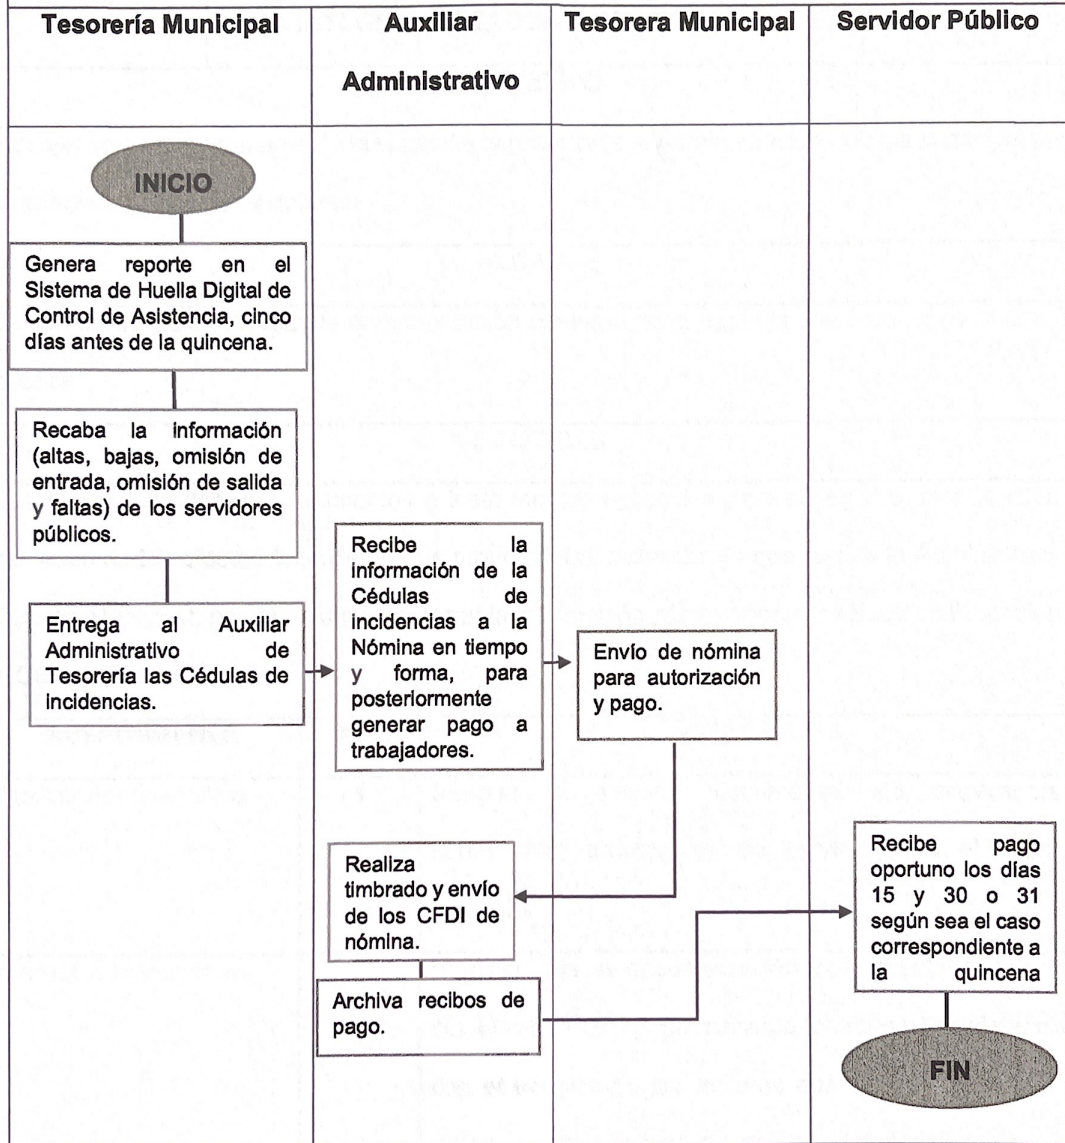 Tesorería Municipal
Auxiliar
Administrativo
Tesorera Municipal
Servidor Público
INICIO
Genera reporte en el
Sistema de Huella Digital de
Control de Asistencia, cinco
días antes de la quincena.
Recaba la información
(altas, bajas, omisión de
entrada, omisión de salida
y faltas) de los servidores
públicos.
Entrega al Auxiliar
Administrativo de
Tesorería las Cédulas de
incidencias.
Recibe la
información de la
Cédulas de
incidencias a la
Nómina en tiempo
y forma, para
posteriormente
generar pago a
trabajadores.
Envío de nómina
para autorización
y pago.
Realiza
timbrado y envío
de los CFDI de
nómina.
Archiva recibos de
pago.
Recibe pago
oportuno los días
15 y 30 o 31
según sea el caso
correspondiente a
la quincena
FIN